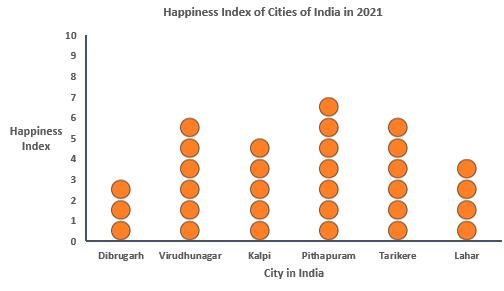 Happiness Index of Cities of India in 2021
10
9
8
7
6
5
4
3
2
1
0
Happiness
Index
Dibrugarh Virudhunagar Kalpi Pithapuram Tarikere Lahar
City in India